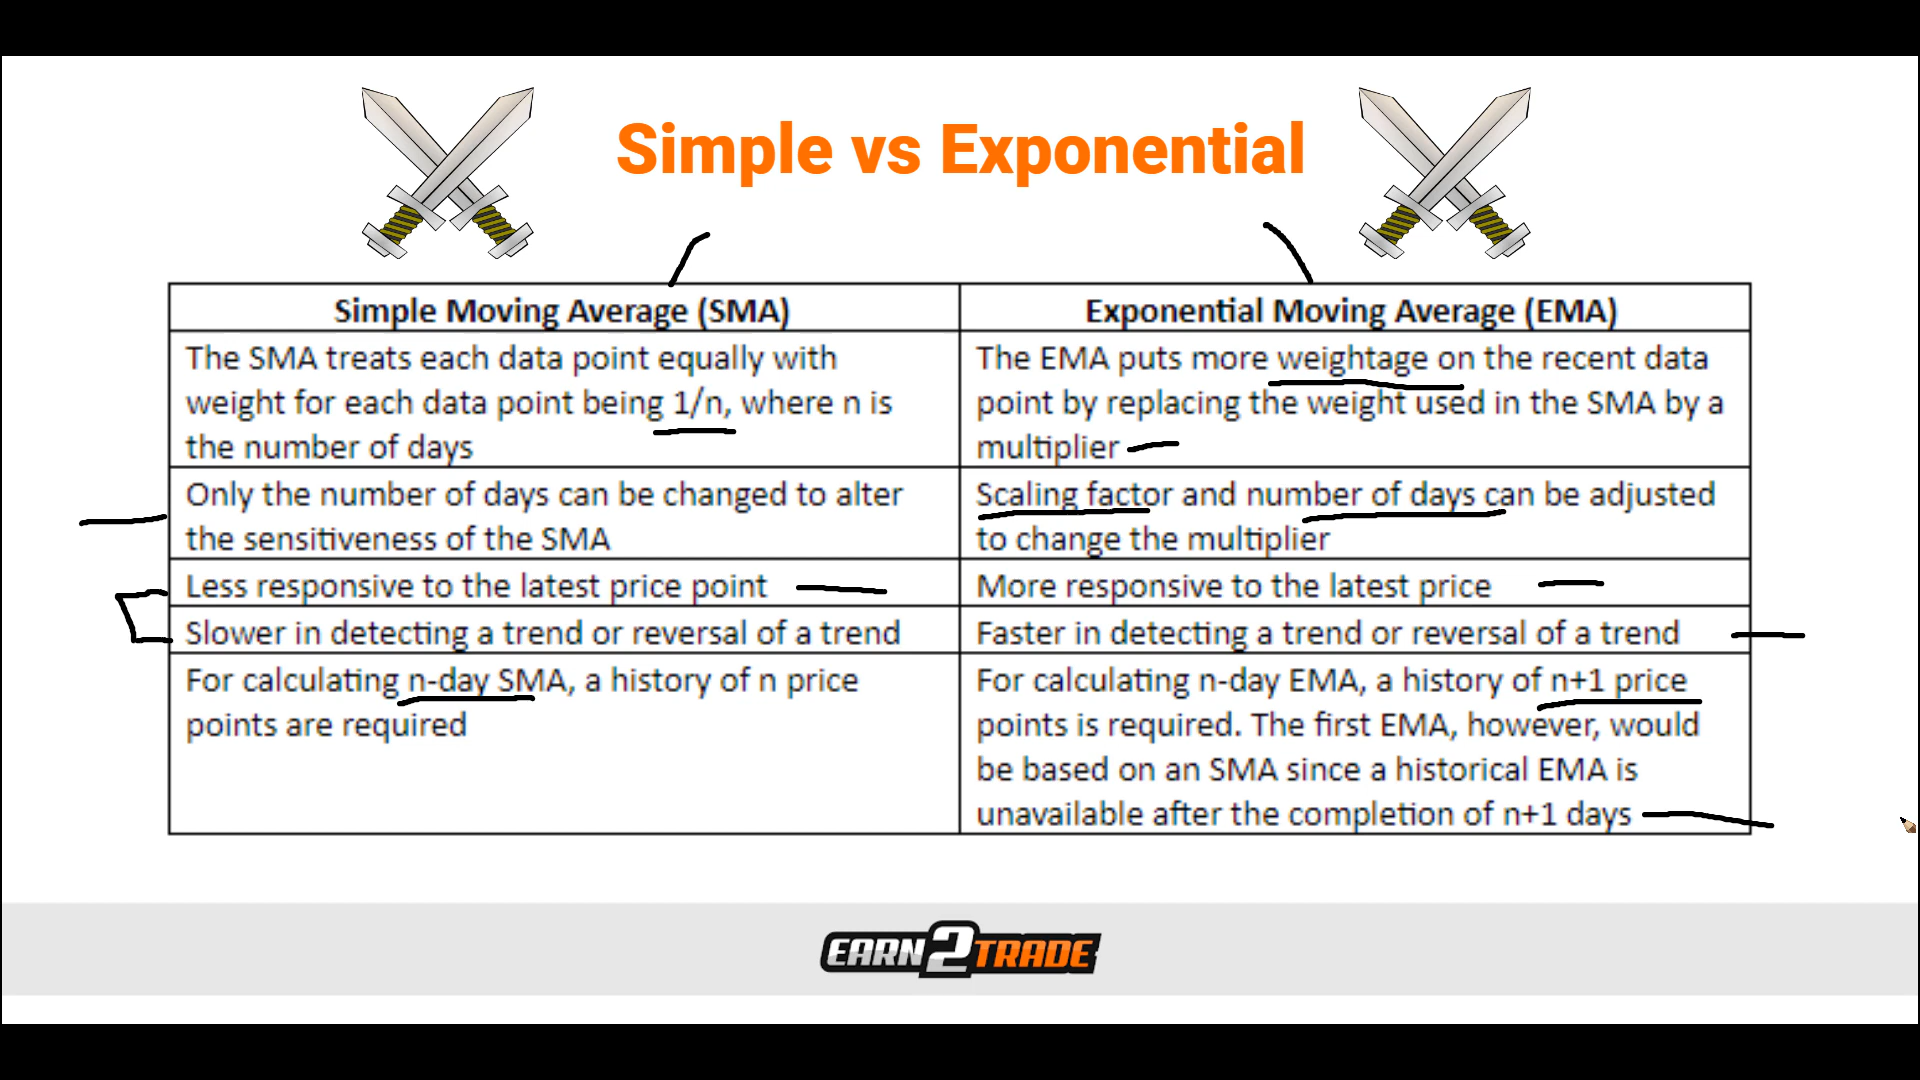 Simple vs Exponential
Simple Moving Average (SMA)
Exponential Moving Average (EMA)
The SMA treats each data point equally with
weight for each data point being 1/n, where n is
the number of days
The EMA puts more weightage on the recent data
point by replacing the weight used in the SMA by a
multiplier
Only the number of days can be changed to alter
the sensitiveness of the SMA
Scaling factor and number of days can be adjusted
to change the multiplier
Less responsive to the latest price point
More responsive to the latest price
Slower in detecting a trend or reversal of a trend
Faster in detecting a trend or reversal of a trend
For calculating n-day SMA, a history of n price
points are required
For calculating n-day EMA, a history of n+1 price
points is required. The first EMA, however, would
be based on an SMA since a historical EMA is
unavailable after the completion of n+1 days
EARN2TRADE